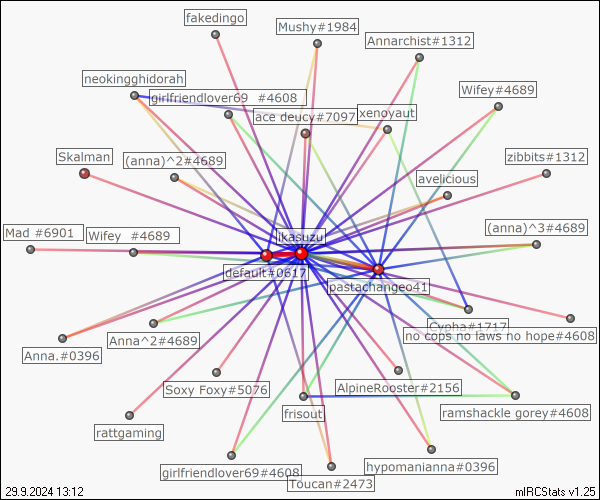 fakedingo
Mushy#1984
Annarchist#1312
neokingghidorah
girlfriendlover69 #4608
ace deucy#7097
xenoyaut
Wifey#4689
Skalman
(anna)^2#4689
avelicious
zibbits#1312
Mad #6901
Wifey #4689
ikasuzu
(anna)^3#4689
default#0617
pastachangeo41
Anna.#0396
Anna^2#4689
Cypha#1717
no cops no laws no hope#4608
Soxy Foxy#5076
AlpineRooster#2156
frisout
ramshackle gorey#4608
rattgaming
girlfriendlover69#4608
Toucan#2473
hypomanianna#0396
29.9.2024 13:12
mIRCStats v1.25